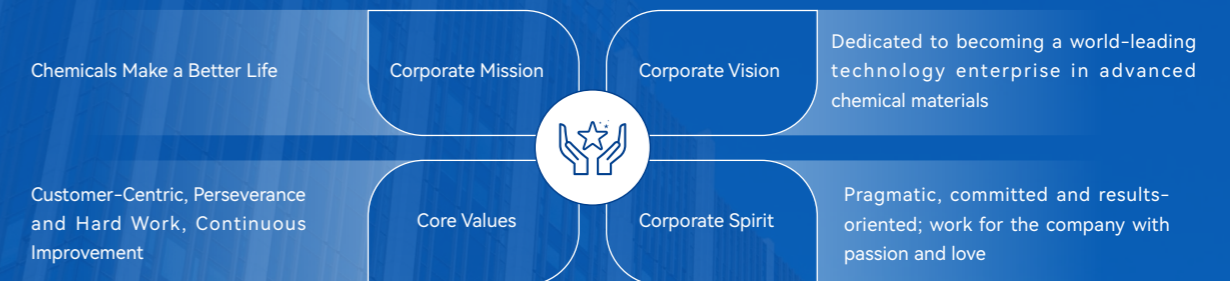 Chemicals Make a Better Life
Corporate Mission
Corporate Vision
Dedicated to becoming a world-leading
technology enterprise in advanced
chemical materials
Customer-Centric, Perseverance
and Hard Work, Continuous
Improvement
Core Values
Corporate Spirit
Pragmatic, committed and results-
oriented; work for the company with
passion and love